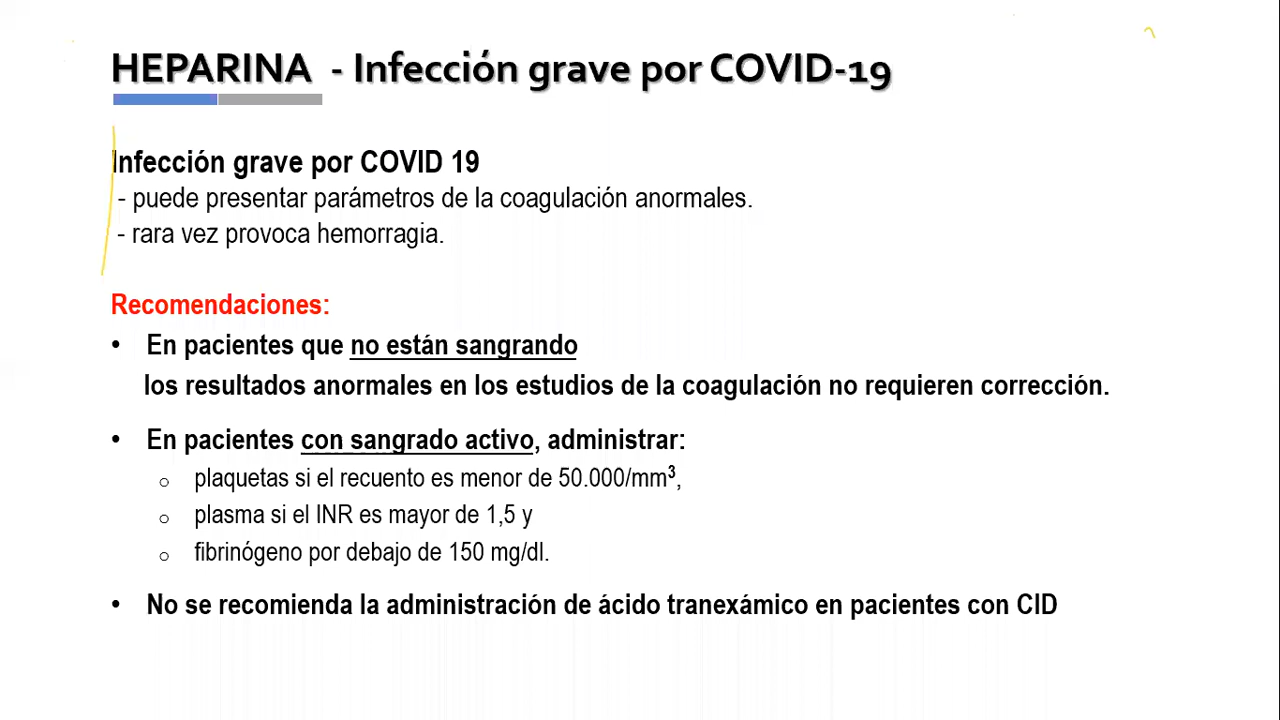 HEPARINA - Infección grave por COVID-19
Infección grave por COVID 19
- puede presentar parámetros de la coagulación anormales.
- rara vez provoca hemorragia.
Recomendaciones:
• En pacientes que no están sangrando
los resultados anormales en los estudios de la coagulación no requieren corrección.
• En pacientes con sangrado activo, administrar:
o plaquetas si el recuento es menor de 50.000/mm³,
o plasma si el INR es mayor de 1,5 y
o fibrinógeno por debajo de 150 mg/dl.
• No se recomienda la administración de ácido tranexámico en pacientes con CID